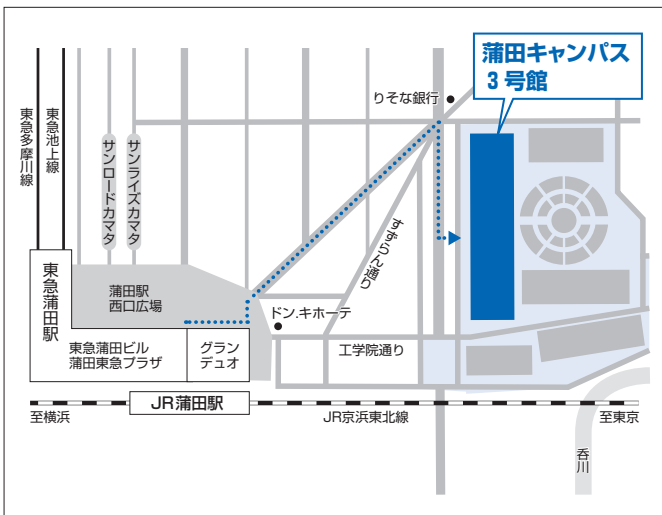 蒲田キャンパス
3号館
りそな銀行
東急多摩川線
東急池上線
サンロードカマタ
サンライズカマタ
すずらん通り
東急蒲田駅
蒲田駅
西口広場
ドン.キホーテ
東急蒲田ビル
蒲田東急プラザ
グラン
デュオ
工学院通り
至横浜
JR蒲田駅
JR京浜東北線
至東京
呑川